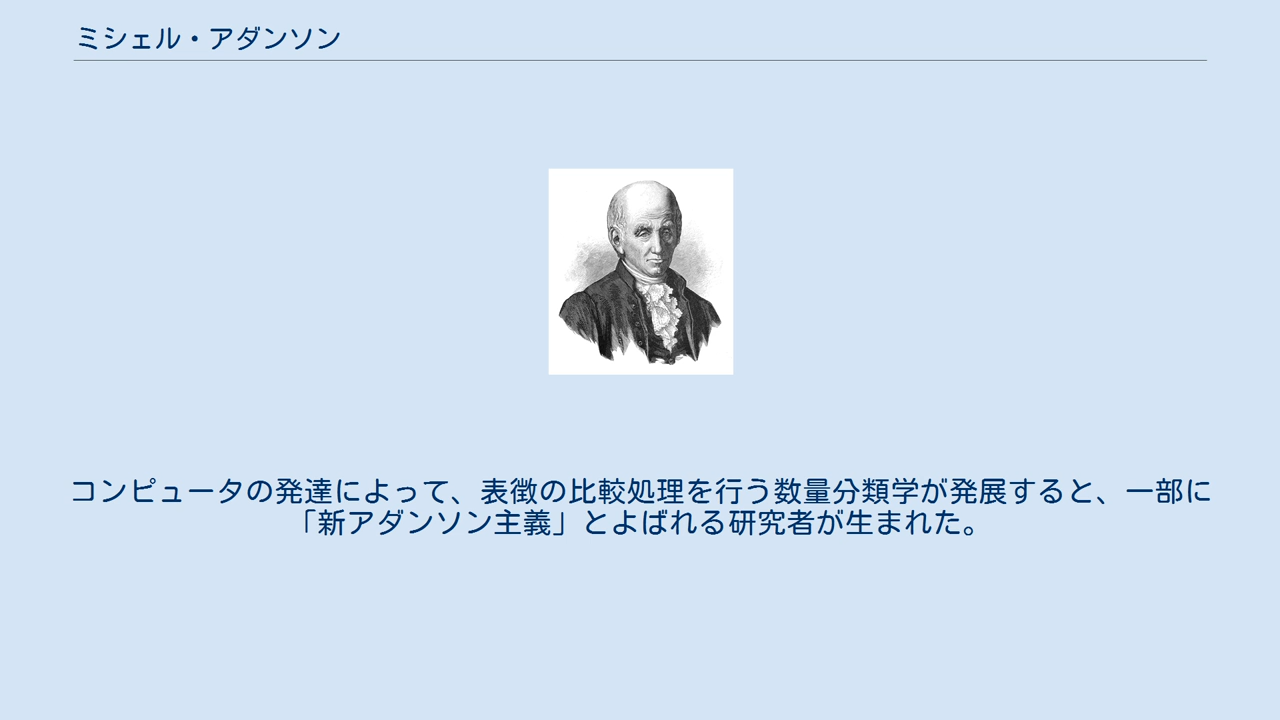 ミシェル・アダンソン
コンピュータの発達によって、表徴の比較処理を行う数量分類学が発展すると、一部に
「新アダンソン主義」とよばれる研究者が生まれた。